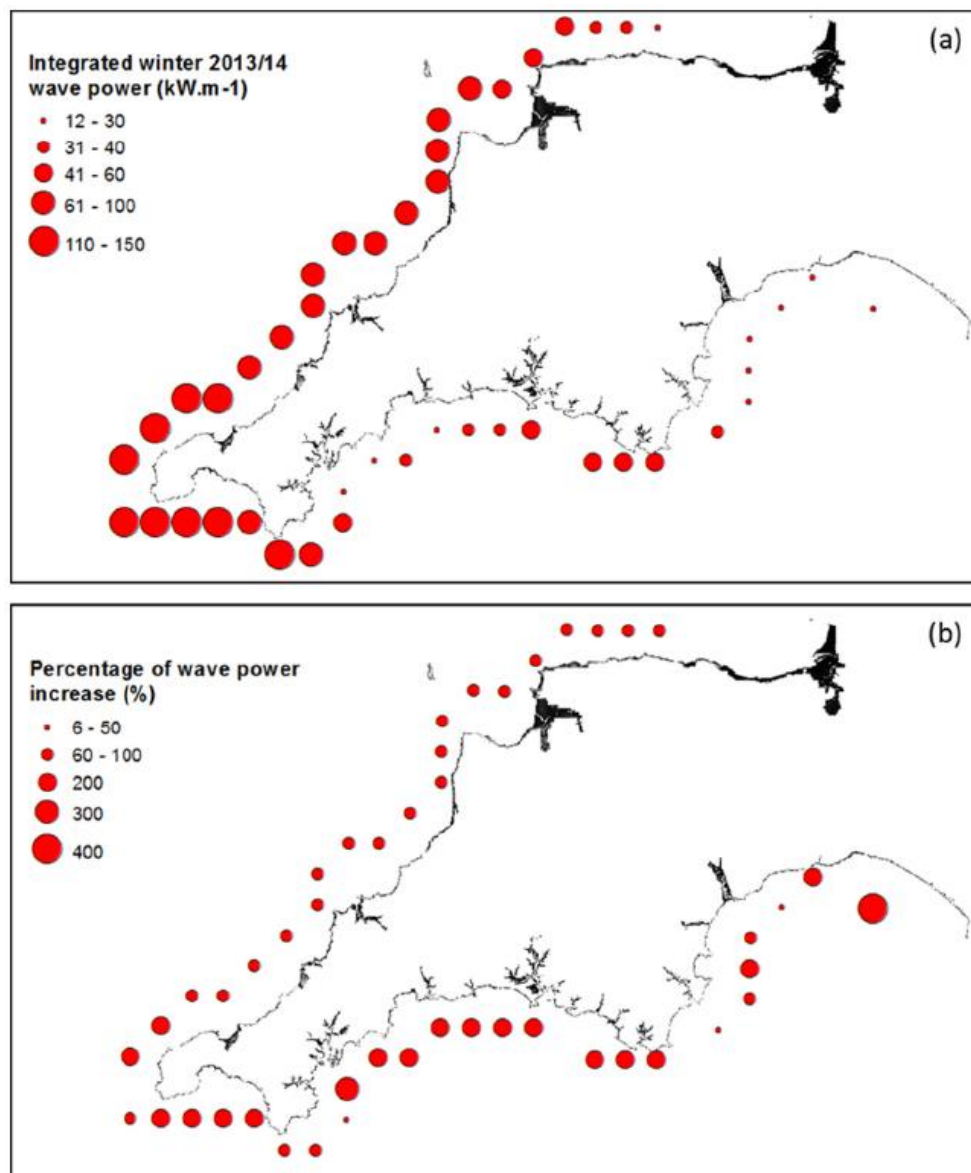 (a)
Integrated winter 2013/14
wave power (kW.m-1)
12 - 30
31 - 40
41 - 60
61 - 100
110 - 150
(b)
Percentage of wave power
increase (%)
6 - 50
60 - 100
200
300
400